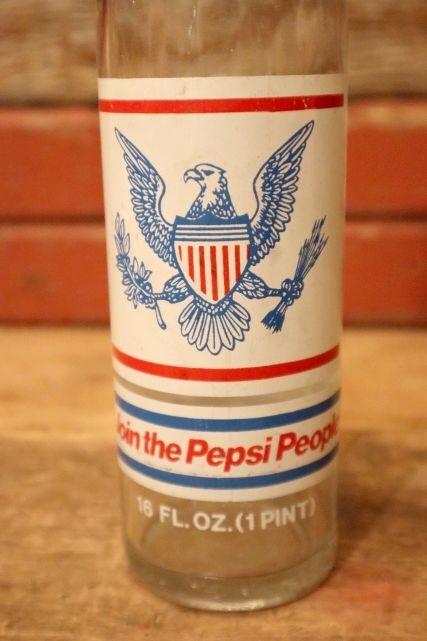 Join the Pepsi People
16 FL. OZ. (1 PINT)